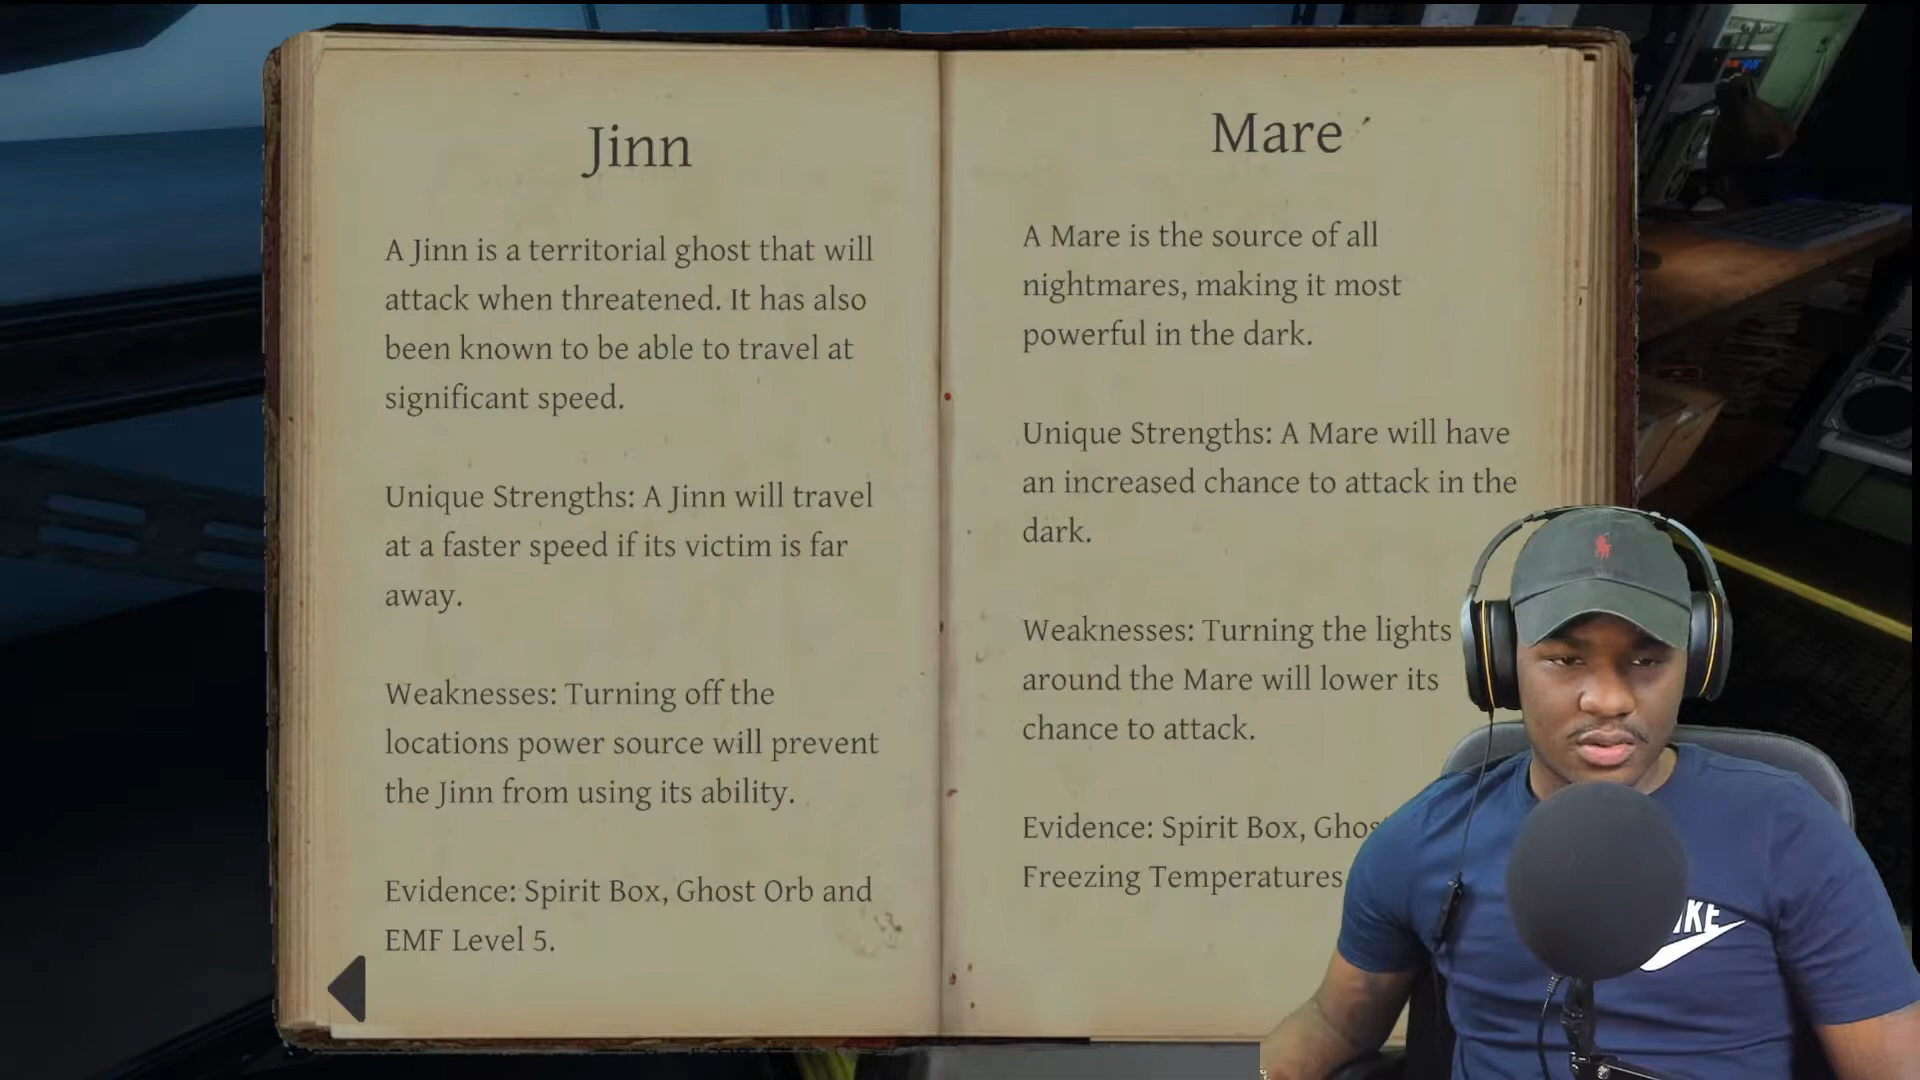 Jinn
A Jinn is a territorial ghost that will
attack when threatened. It has also
been known to be able to travel at
significant speed.
Unique Strengths: A Jinn will travel
at a faster speed if its victim is far
away.
Weaknesses: Turning off the
locations power source will prevent
the Jinn from using its ability.
Evidence: Spirit Box, Ghost Orb and
EMF Level 5.
Mare
A Mare is the source of all
nightmares, making it most
powerful in the dark.
Unique Strengths: A Mare will have
an increased chance to attack in the
dark.
Weaknesses: Turning the lights
around the Mare will lower its
chance to attack.
Evidence: Spirit Box,
Freezing Temperatures